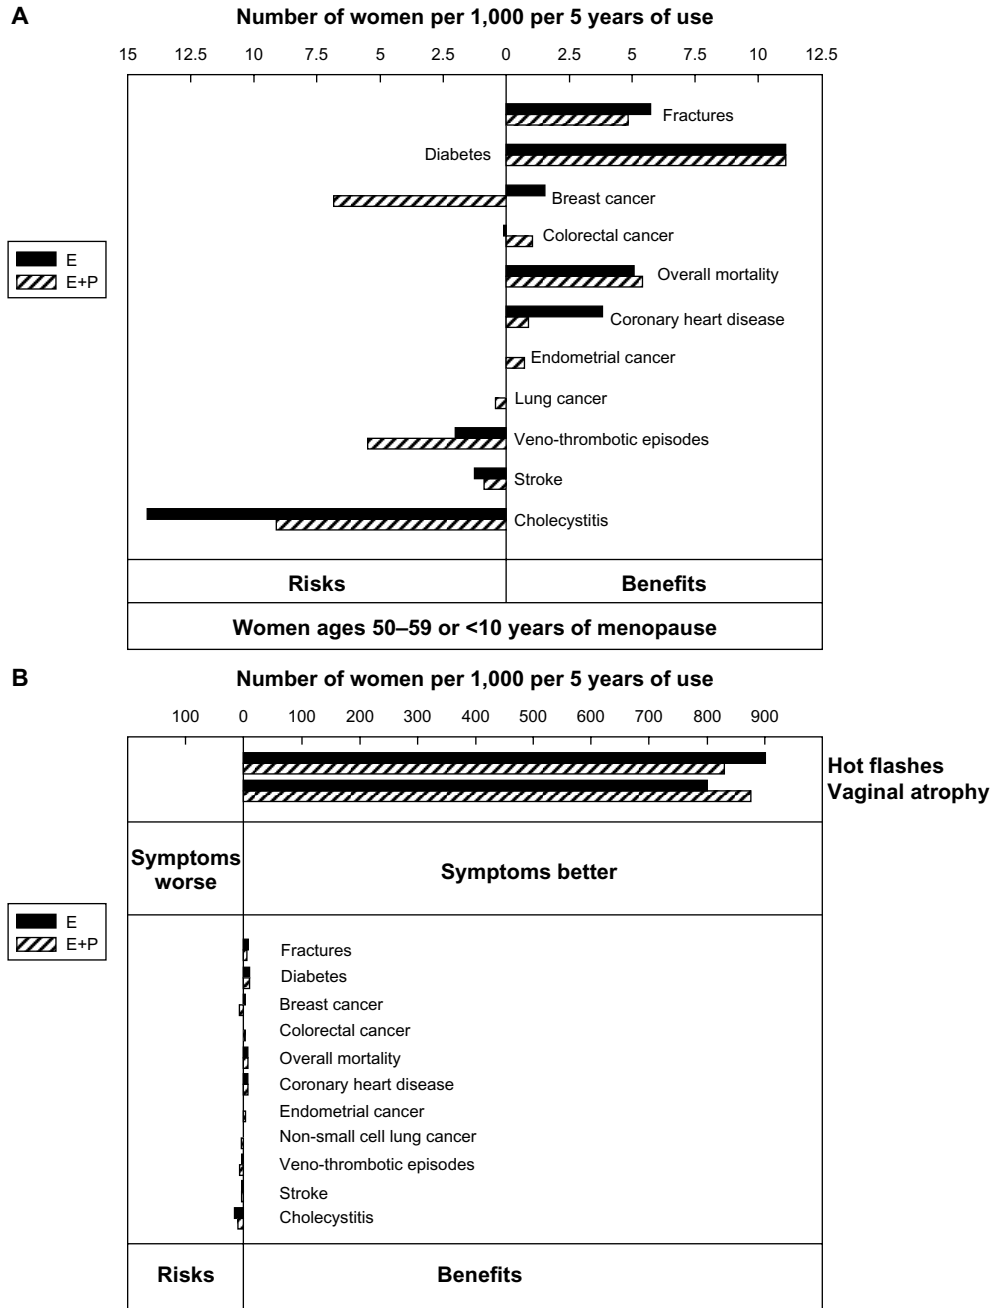 A
Number of women per 1,000 per 5 years of use
15 12.5 10 7.5 5 2.5 0 2.5 5 7.5 10 12.5
Fractures
Diabetes
Breast cancer
Colorectal cancer
E
E+P
Overall mortality
Coronary heart disease
Endometrial cancer
Lung cancer
Veno-thrombotic episodes
Stroke
Cholecystitis
Risks Benefits
Women ages 50–59 or <10 years of menopause
B
Number of women per 1,000 per 5 years of use
100 0 100 200 300 400 500 600 700 800 900
Hot flashes
Vaginal atrophy
Symptoms
worse
Symptoms better
E
E+P
Fractures
Diabetes
Breast cancer
Colorectal cancer
Overall mortality
Coronary heart disease
Endometrial cancer
Non-small cell lung cancer
Veno-thrombotic episodes
Stroke
Cholecystitis
Risks Benefits